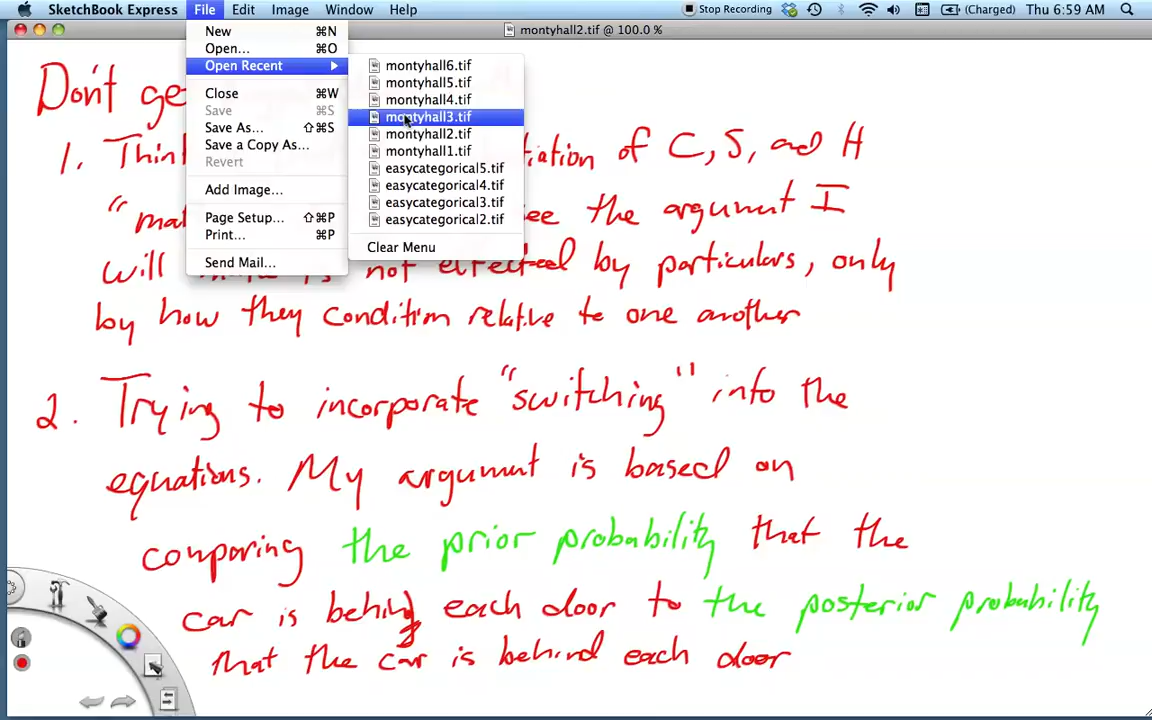 SketchBook Express File Edit Image Window Help Stop Recording (Charged) Thu 6:59 AM
montyhall2.tif @ 100.0 %
New ⌘N
Open... ⌘O
Open Recent
Close ⌘W
Save ⌘S
Save As... ⇧⌘S
Save a Copy As...
Revert
Add Image...
Page Setup... ⇧⌘P
Print... ⌘P
Send Mail...
montyhall6.tif
montyhall5.tif
montyhall4.tif
montyhall3.tif
montyhall2.tif
montyhall1.tif
easycategorical5.tif
easycategorical4.tif
easycategorical3.tif
easycategorical2.tif
Clear Menu
Don't ge
1. Thin tiation of C, S, and H
"ma ee the argument I
will not effected by particulars, only
by how they condition relative to one another
2. Trying to incorporate "switching" into the
equations. My argument is based on
comparing the prior probability that the
car is behind each door to the posterior probability
that the car is behind each door